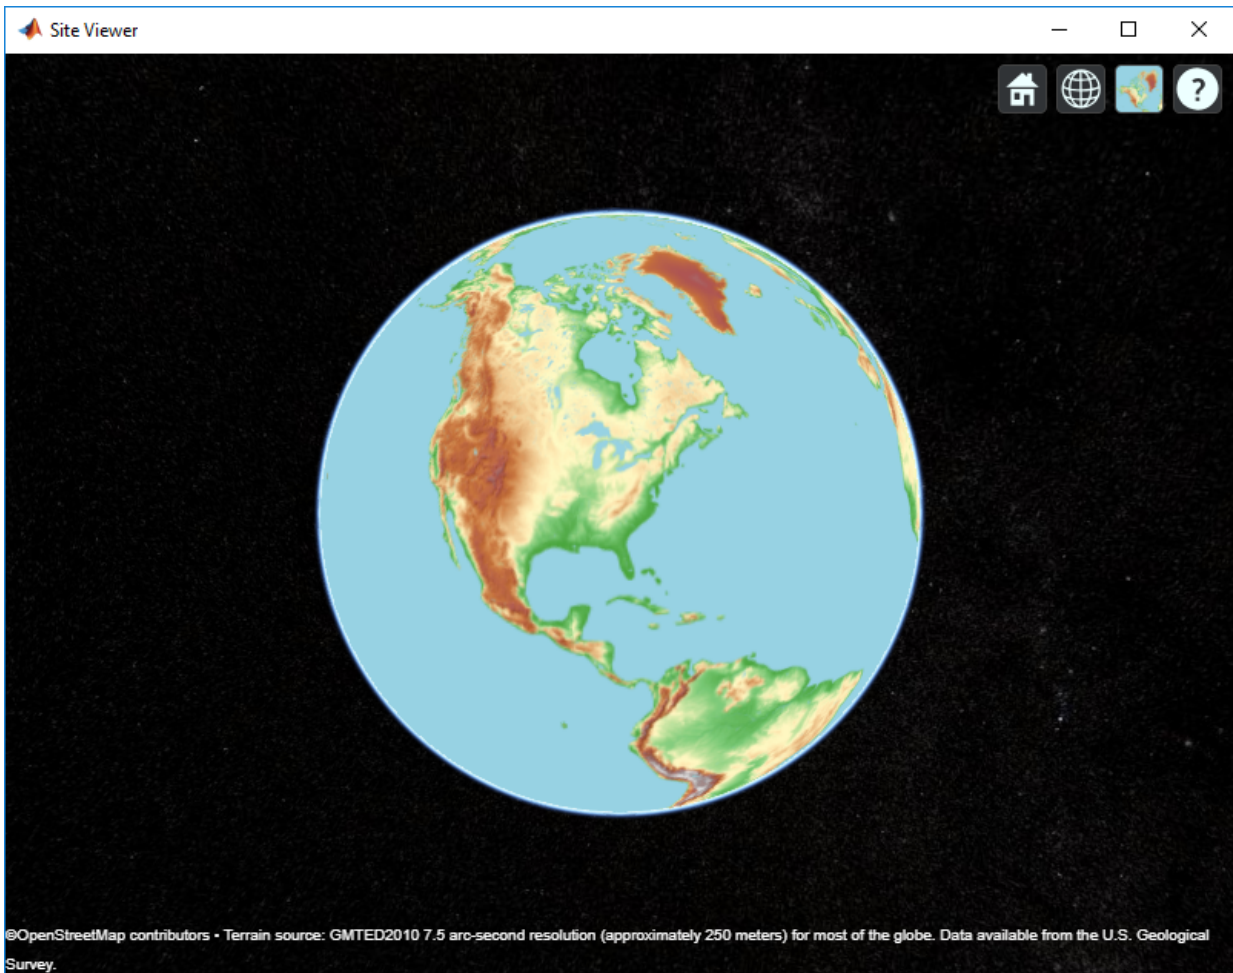 Site Viewer
?
©OpenStreetMap contributors • Terrain source: GMTED2010 7.5 arc-second resolution (approximately 250 meters) for most of the globe. Data available from the U.S. Geological
Survey.